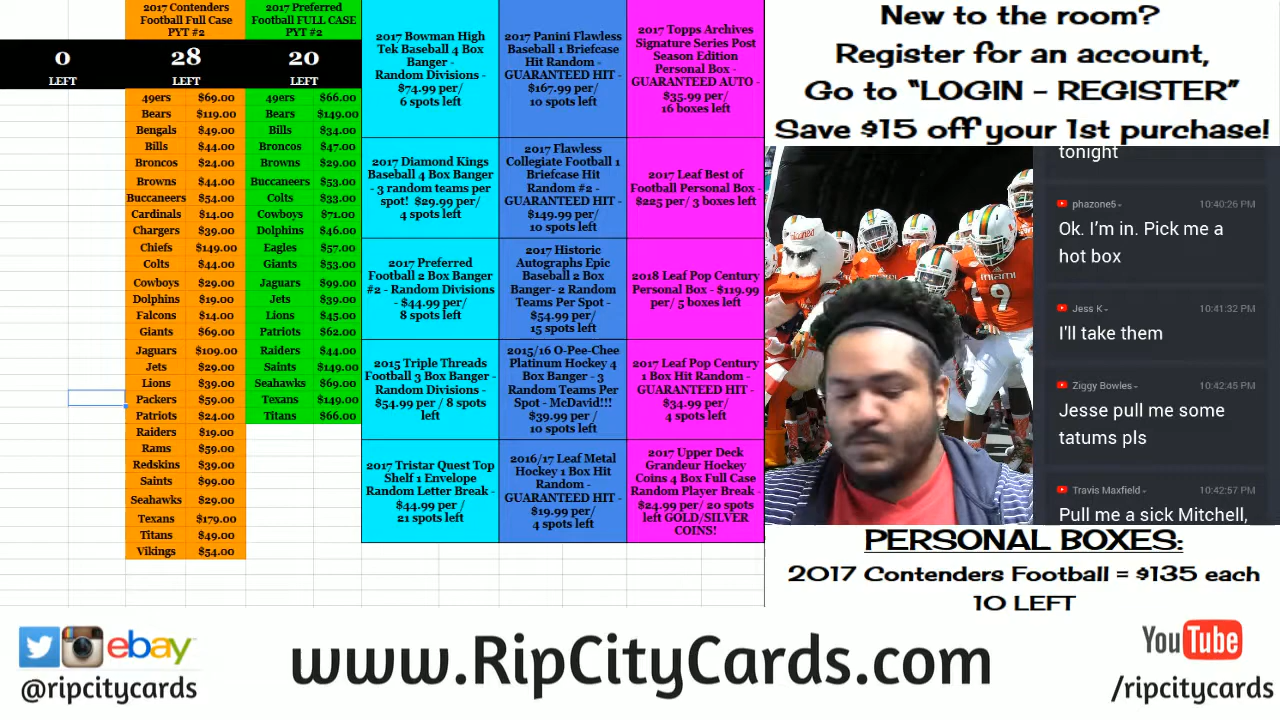 2017 Contenders
Football Full Case
PYT #2
2017 Preferred
Football FULL CASE
PYT #2
0
LEFT
28
LEFT
20
LEFT
49ers $69.00
Bears $119.00
Bengals $49.00
Bills $44.00
Broncos $24.00
Browns $44.00
Buccaneers $54.00
Cardinals $14.00
Chargers $39.00
Chiefs $149.00
Colts $44.00
Cowboys $29.00
Dolphins $19.00
Falcons $14.00
Giants $69.00
Jaguars $109.00
Jets $29.00
Lions $39.00
Packers $59.00
Patriots $24.00
Raiders $19.00
Rams $59.00
Redskins $39.00
Saints $99.00
Seahawks $29.00
Texans $179.00
Titans $49.00
Vikings $54.00
49ers $66.00
Bears $149.00
Bills $34.00
Broncos $47.00
Browns $29.00
Buccaneers $53.00
Colts $33.00
Cowboys $71.00
Dolphins $46.00
Eagles $57.00
Giants $53.00
Jaguars $99.00
Jets $39.00
Lions $45.00
Patriots $62.00
Raiders $44.00
Saints $149.00
Seahawks $69.00
Texans $149.00
Titans $66.00
2017 Bowman High
Tek Baseball 4 Box
Banger -
Random Divisions -
$74.99 per/
6 spots left
2017 Panini Flawless
Baseball 1 Briefcase
Hit Random -
GUARANTEED HIT -
$167.99 per/
10 spots left
2017 Topps Archives
Signature Series Post
Season Edition
Personal Box -
GUARANTEED AUTO -
$35.99 per/
16 boxes left
2017 Diamond Kings
Baseball 4 Box Banger
- 3 random teams per
spot! $29.99 per/
4 spots left
2017 Flawless
Collegiate Football 1
Briefcase Hit
Random #2 -
GUARANTEED HIT -
$149.99 per/
10 spots left
2017 Leaf Best of
Football Personal Box -
$225 per/ 3 boxes left
2017 Preferred
Football 2 Box Banger
#2 - Random Divisions
- $44.99 per/
8 spots left
2017 Historic
Autographs Epic
Baseball 2 Box
Banger- 2 Random
Teams Per Spot -
$54.99 per/
15 spots left
2018 Leaf Pop Century
Personal Box - $119.99
per/ 5 boxes left
2015 Triple Threads
Football 3 Box Banger -
Random Divisions -
$54.99 per / 8 spots
left
2015/16 O-Pee-Chee
Platinum Hockey 4
Box Banger - 3
Random Teams Per
Spot - McDavid!!!
$39.99 per /
10 spots left
2017 Leaf Pop Century
1 Box Hit Random -
GUARANTEED HIT -
$34.99 per/
4 spots left
2017 Tristar Quest Top
Shelf 1 Envelope
Random Letter Break -
$44.99 per /
21 spots left
2016/17 Leaf Metal
Hockey 1 Box Hit
Random -
GUARANTEED HIT -
$19.99 per /
4 spots left
2017 Upper Deck
Grandeur Hockey
Coins 4 Box Full Case
Random Player Break -
$24.99 per/ 20 spots
left GOLD/SILVER
COINS!
New to the room?
Register for an account,
Go to “LOGIN - REGISTER”
Save $15 off your 1st purchase!
MIAMI
9
tonight
phazone5 10:40:26 PM
Ok. I'm in. Pick me a
hot box
Jess K 10:41:32 PM
I'll take them
Ziggy Bowles 10:42:45 PM
Jesse pull me some
tatums pls
Travis Maxfield 10:42:57 PM
Pull me a sick Mitchell,
PERSONAL BOXES:
2017 Contenders Football = $135 each
10 LEFT
ebay
@ripcitycards
www.RipCityCards.com
YouTube
/ripcitycards